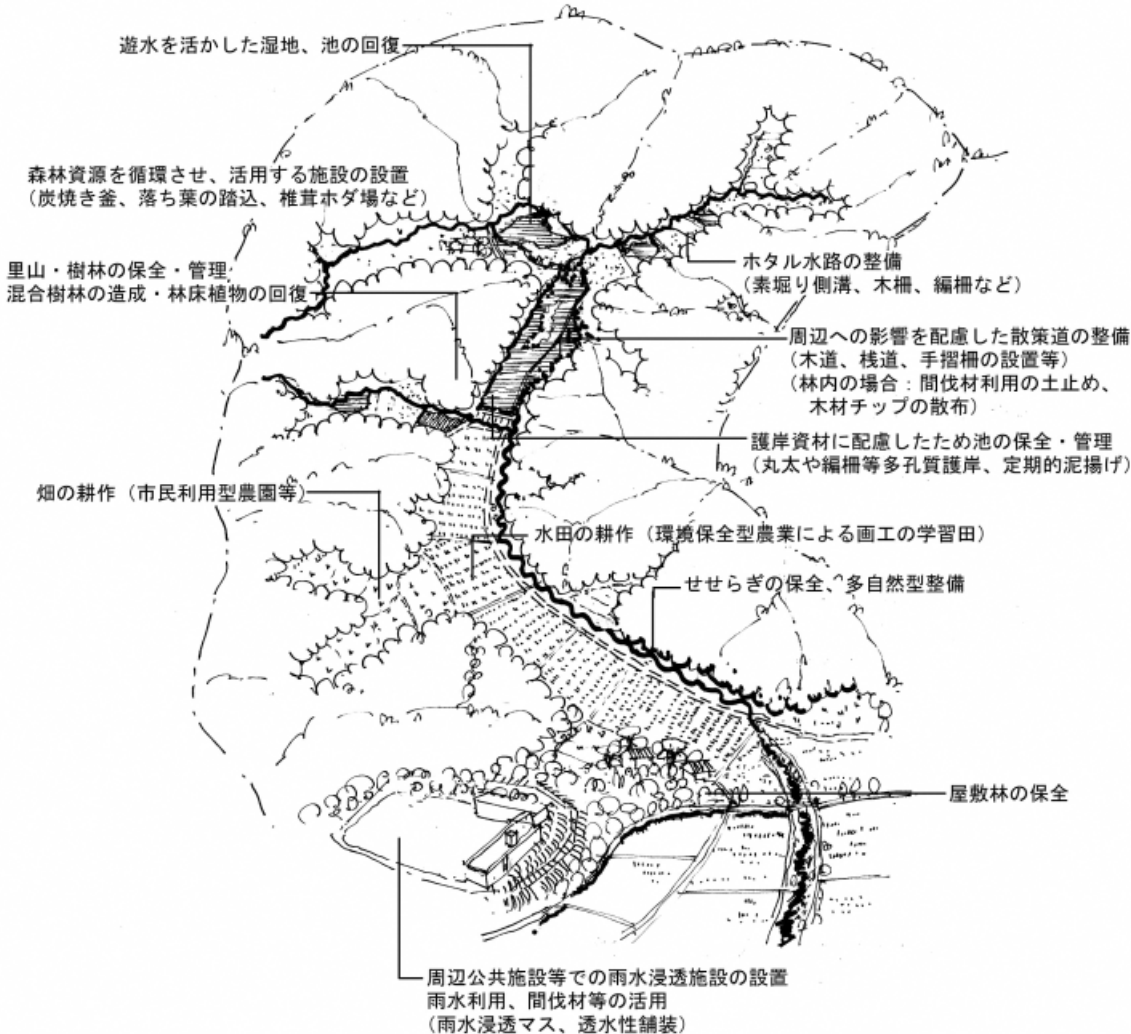 遊水を活かした湿地、池の回復
森林資源を循環させ、活用する施設の設置
（炭焼き釜、落ち葉の踏込、椎茸ホダ場など）
里山・樹林の保全・管理
混合樹林の造成・林床植物の回復
ホタル水路の整備
（素堀り側溝、木柵、編柵など）
周辺への影響を配慮した散策道の整備
（木道、桟道、手摺柵の設置等）
（林内の場合：間伐材利用の土止め、
木材チップの散布）
護岸資材に配慮したため池の保全・管理
（丸太や編柵等多孔質護岸、定期的泥揚げ）
畑の耕作（市民利用型農園等）
水田の耕作（環境保全型農業による画工の学習田）
せせらぎの保全、多自然型整備
屋敷林の保全
周辺公共施設等での雨水浸透施設の設置
雨水利用、間伐材等の活用
（雨水浸透マス、透水性舗装）